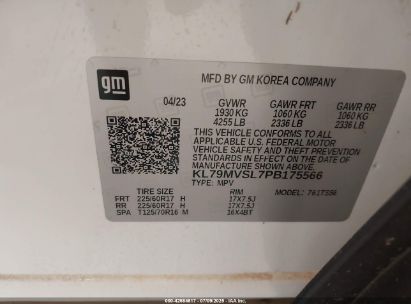 gm
MFD BY GM KOREA COMPANY
04/23 GVWR GAWR FRT GAWR RR
1930 KG 1060 KG 1060 KG
4255 LB 2336 LB 2336 LB
THIS VEHICLE CONFORMS TO ALL
APPLICABLE U.S. FEDERAL MOTOR
VEHICLE SAFETY AND THEFT PREVENTION
STANDARDS IN EFFECT ON THE DATE OF
MANUFACTURE SHOWN ABOVE.
KL79MVSL7PB175566
TYPE: MPV MODEL:
TIRE SIZE RIM
FRT 225/60R17 H 17X7.5J
RR 225/60R17 H 17X7.5J
SPA T125/70R16 M 16X4BT